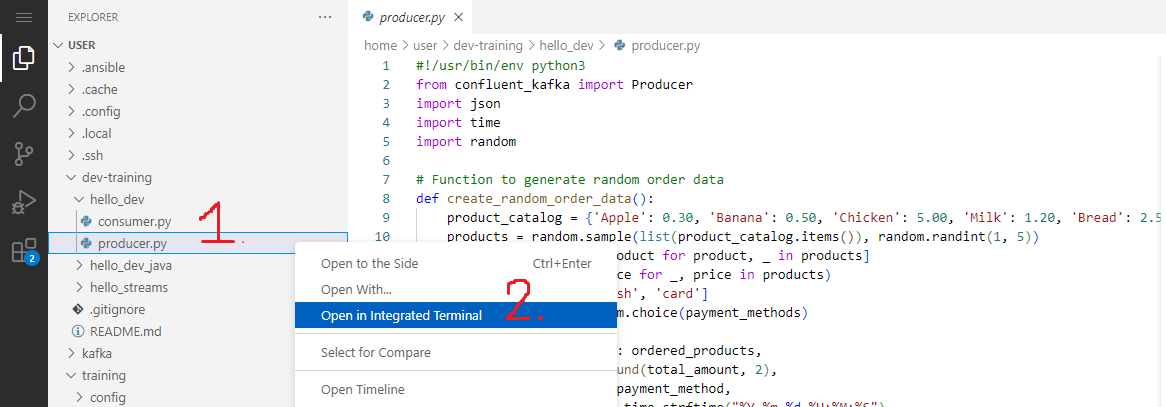 EXPLORER ...
USER
.ansible
.cache
.config
.local
.ssh
dev-training
hello_dev
consumer.py
producer.py
hello_dev_java
hello_streams
.gitignore
README.md
kafka
training
config
2
1
producer.py
home > user > dev-training > hello_dev > producer.py
1 #!/usr/bin/env python3
2 from confluent_kafka import Producer
3 import json
4 import time
5 import random
6
7 # Function to generate random order data
8 def create_random_order_data():
9 product_catalog = {'Apple': 0.30, 'Banana': 0.50, 'Chicken': 5.00, 'Milk': 1.20, 'Bread': 2.5
10 products = random.sample(list(product_catalog.items()), random.randint(1, 5))
oduct for product, _ in products]
ce for _, price in products)
sh', 'card']
m.choice(payment_methods)
: ordered_products,
und(total_amount, 2),
payment_method,
time.strftime("%Y-%m-%d %H:%M:%S")
Open to the Side Ctrl+Enter
Open With...
Open in Integrated Terminal 2.
Select for Compare
Open Timeline